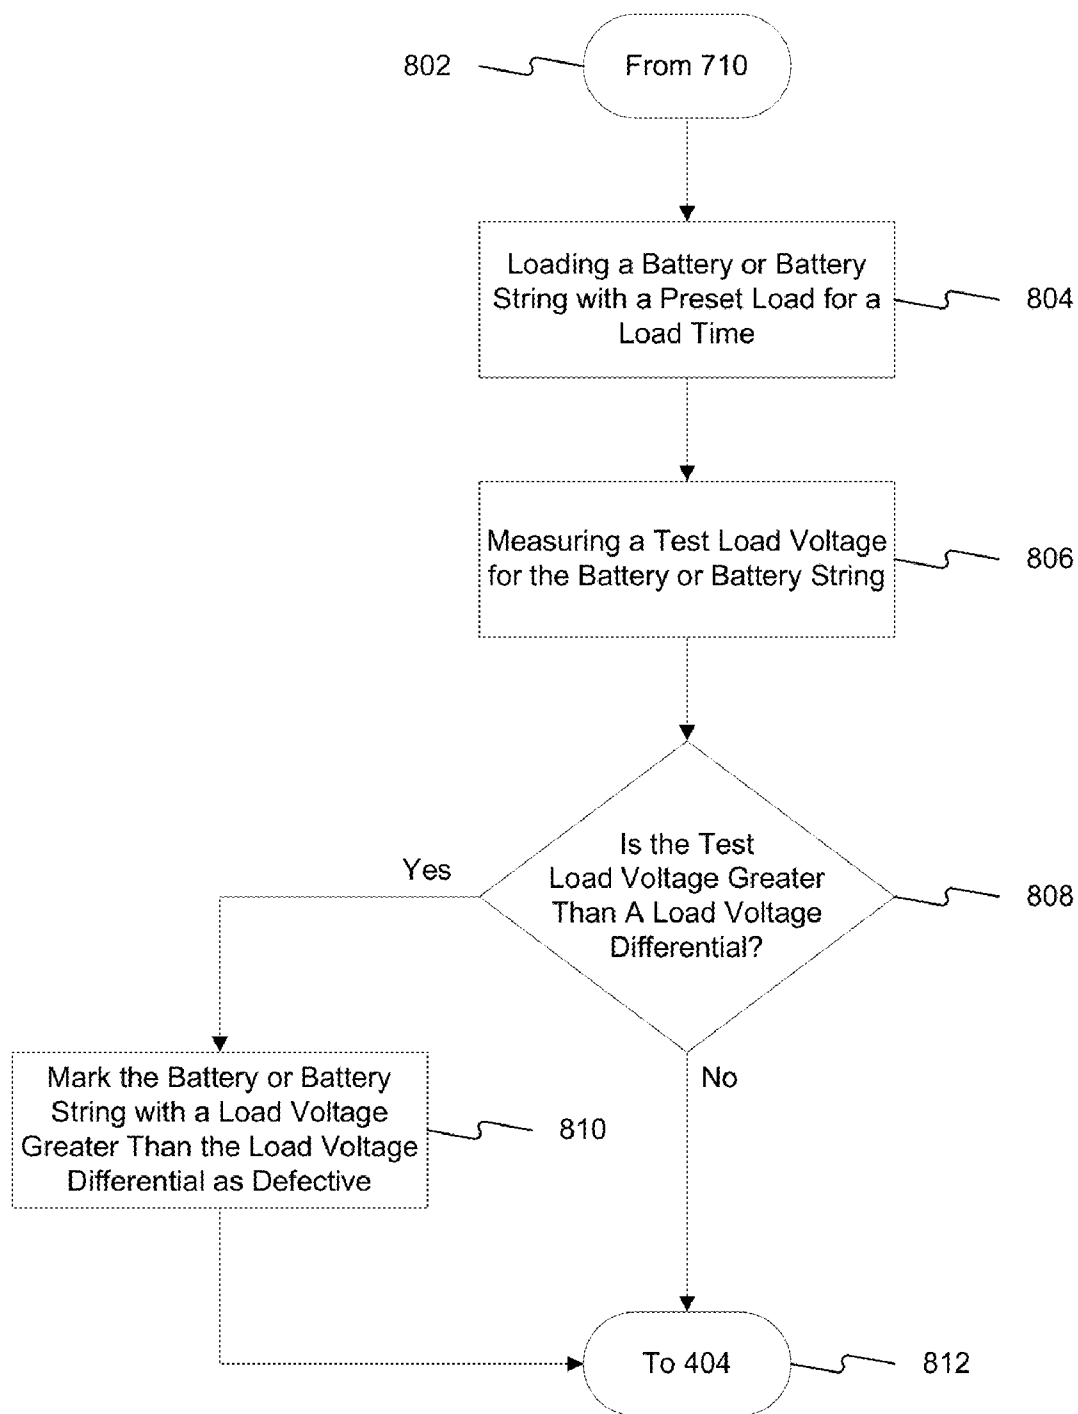 802
From 710
Loading a Battery or Battery
String with a Preset Load for a
Load Time
804
Measuring a Test Load Voltage
for the Battery or Battery String
806
Is the Test
Load Voltage Greater
Than A Load Voltage
Differential?
808
Yes
No
Mark the Battery or Battery
String with a Load Voltage
Greater Than the Load Voltage
Differential as Defective
810
To 404
812